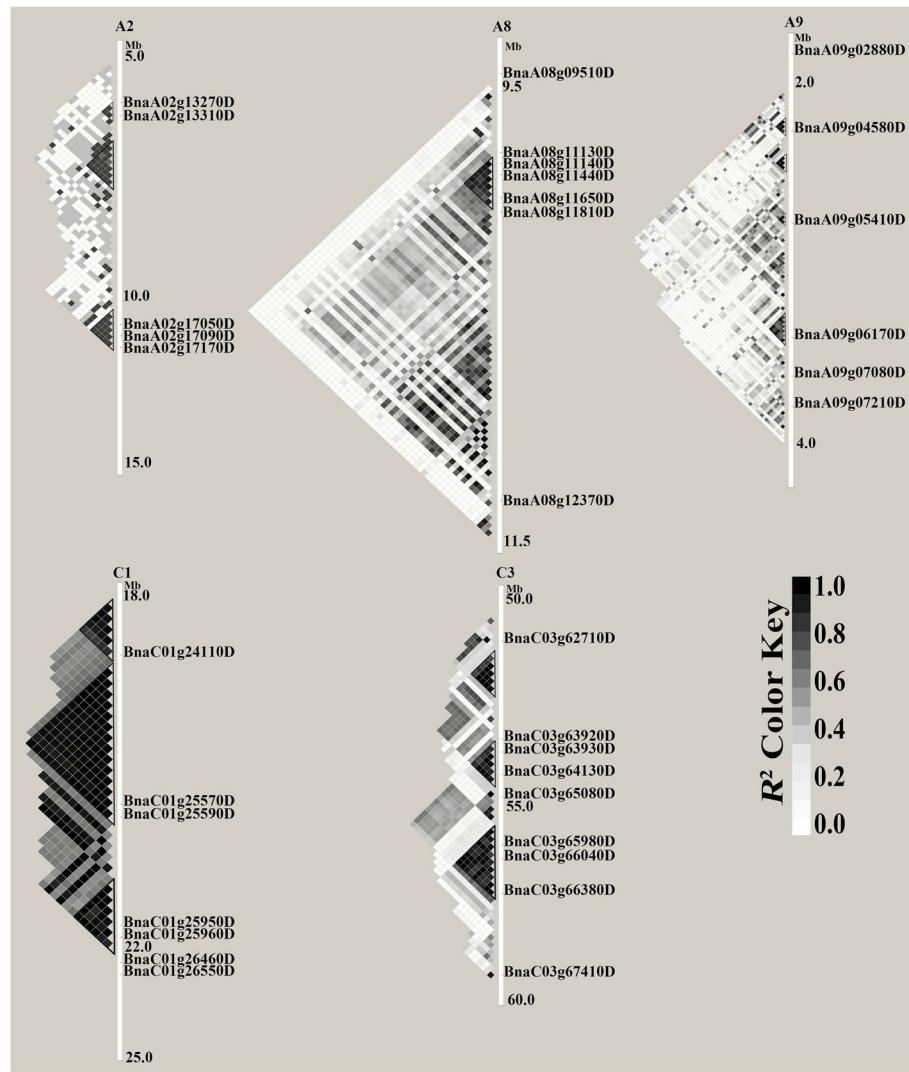 A2
Mb
5.0
BnaA02g13270D
BnaA02g13310D
10.0
BnaA02g17050D
BnaA02g17090D
BnaA02g17170D
15.0
A8
Mb
BnaA08g09510D
9.5
BnaA08g11130D
BnaA08g11140D
BnaA08g11440D
BnaA08g11650D
BnaA08g11810D
BnaA08g12370D
11.5
A9
Mb
BnaA09g02880D
2.0
BnaA09g04580D
BnaA09g05410D
BnaA09g06170D
BnaA09g07080D
BnaA09g07210D
4.0
C1
Mb
18.0
BnaC01g24110D
BnaC01g25570D
BnaC01g25590D
BnaC01g25950D
BnaC01g25960D
22.0
BnaC01g26460D
BnaC01g26550D
25.0
C3
Mb
50.0
BnaC03g62710D
BnaC03g63920D
BnaC03g63930D
BnaC03g64130D
BnaC03g65080D
55.0
BnaC03g65980D
BnaC03g66040D
BnaC03g66380D
BnaC03g67410D
60.0
R² Color Key
1.0
0.8
0.6
0.4
0.2
0.0